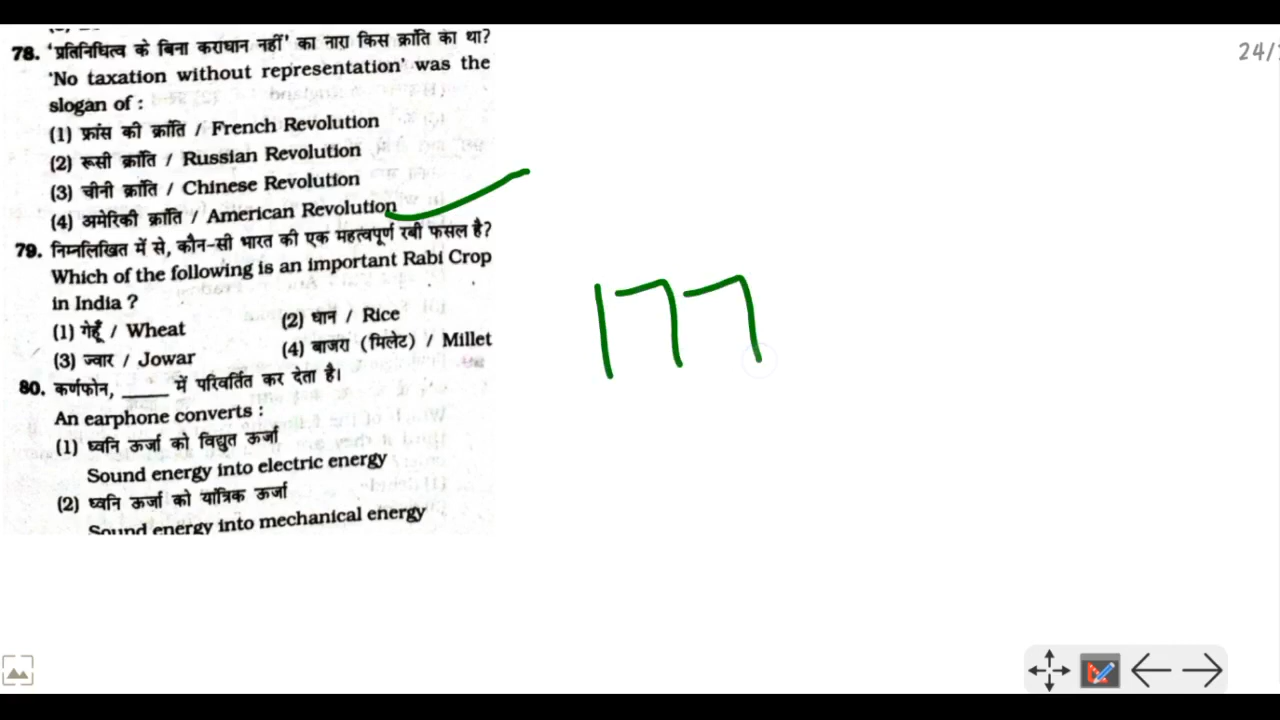 78. 'प्रतिनिधित्व के बिना कराधान नहीं' का नारा किस क्रांति का था?
'No taxation without representation' was the
slogan of :
(1) फ्रांस की क्रांति / French Revolution
(2) रूसी क्रांति / Russian Revolution
(3) चीनी क्रांति / Chinese Revolution
(4) अमेरिकी क्रांति / American Revolution
79. निम्नलिखित में से, कौन-सी भारत की एक महत्वपूर्ण रबी फसल है?
Which of the following is an important Rabi Crop
in India ?
(1) गेहूँ / Wheat (2) धान / Rice
(3) ज्वार / Jowar (4) बाजरा (मिलेट) / Millet
80. कर्णफोन, _____ में परिवर्तित कर देता है।
An earphone converts :
(1) ध्वनि ऊर्जा को विद्युत ऊर्जा
Sound energy into electric energy
(2) ध्वनि ऊर्जा को यांत्रिक ऊर्जा
Sound energy into mechanical energy
177
24/